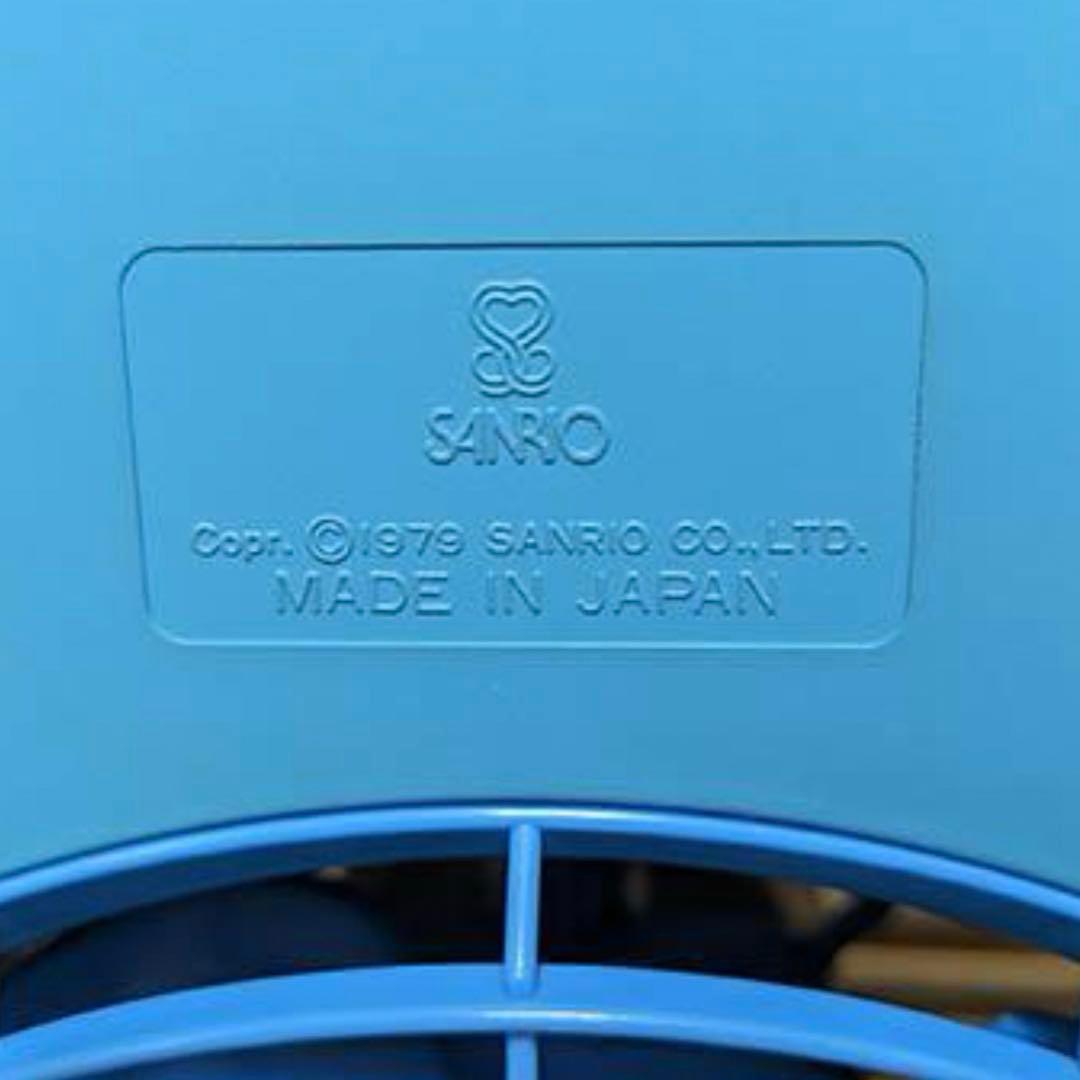 SANRIO
Copr. ©1979 SANRIO CO.,LTD.
MADE IN JAPAN